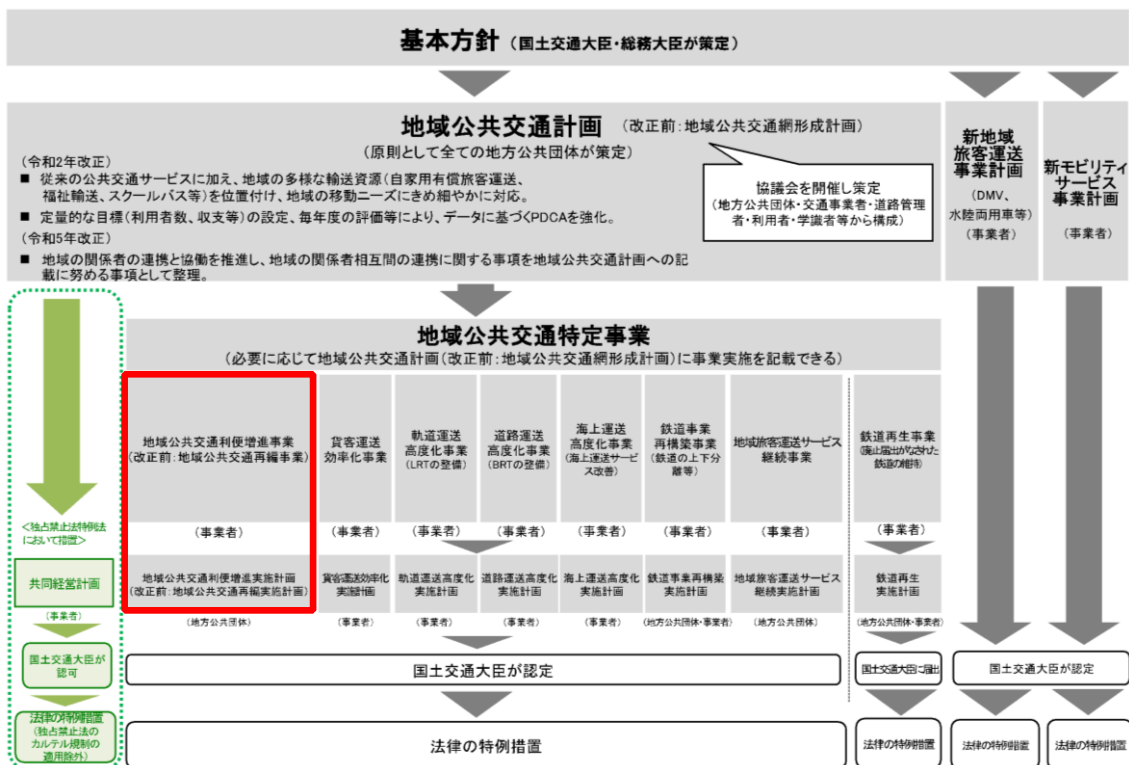 基本方針（国土交通大臣・総務大臣が策定）
地域公共交通計画 （改正前：地域公共交通網形成計画）
（原則として全ての地方公共団体が策定）
（令和2年改正）
■ 従来の公共交通サービスに加え、地域の多様な輸送資源（自家用有償旅客運送、
福祉輸送、スクールバス等）を位置付け、地域の移動ニーズにきめ細やかに対応。
■ 定量的な目標（利用者数、収支等）の設定、毎年度の評価等により、データに基づくPDCAを強化。
（令和5年改正）
■ 地域の関係者の連携と協働を推進し、地域の関係者相互間の連携に関する事項を地域公共交通計画への記
載に努める事項として整理。
協議会を開催し策定
（地方公共団体・交通事業者・道路管理
者・利用者・学識者等から構成）
新地域
旅客運送
事業計画
（DMV、
水陸両用車等）
（事業者）
新モビリティ
サービス
事業計画
（事業者）
地域公共交通特定事業
（必要に応じて地域公共交通計画（改正前：地域公共交通網形成計画）に事業実施を記載できる）
地域公共交通利便増進事業
（改正前：地域公共交通再編事業）
（事業者）
貨客運送
効率化事業
（事業者）
軌道運送
高度化事業
（LRTの整備）
（事業者）
道路運送
高度化事業
（BRTの整備）
（事業者）
海上運送
高度化事業
（海上運送サービ
ス改善）
（事業者）
鉄道事業
再構築事業
（鉄道の上下分
離等）
（事業者）
地域旅客運送サービス
継続事業
（事業者）
鉄道再生事業
（廃止届出がなされた
鉄道の維持）
（事業者）
＜独占禁止法特例法
において措置＞
共同経営計画
（事業者）
国土交通大臣が
認可
法律の特例措置
（独占禁止法の
カルテル規制の
適用除外）
地域公共交通利便増進実施計画
（改正前：地域公共交通再編実施計画）
（地方公共団体）
貨客運送効率化
実施計画
（事業者）
軌道運送高度化
実施計画
（事業者）
道路運送高度化
実施計画
（事業者）
海上運送高度化
実施計画
（事業者）
鉄道事業再構築
実施計画
（地方公共団体・事業者）
地域旅客運送サービス
継続実施計画
（地方公共団体）
鉄道再生
実施計画
（地方公共団体・事業者）
国土交通大臣が認定
国土交通大臣に届出
国土交通大臣が認定
法律の特例措置
法律の特例措置
法律の特例措置
法律の特例措置